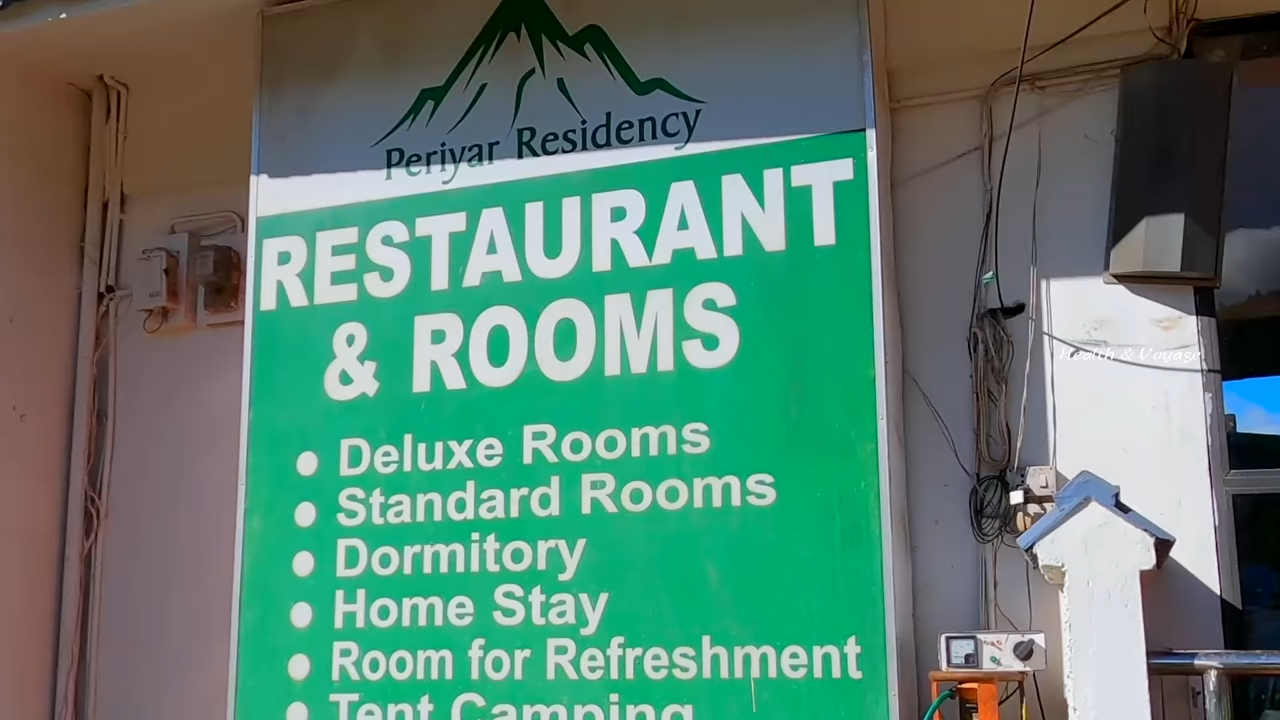 Periyar Residency
RESTAURANT
& ROOMS
• Deluxe Rooms
• Standard Rooms
• Dormitory
• Home Stay
• Room for Refreshment
• Tent Camping
Health & Voyage